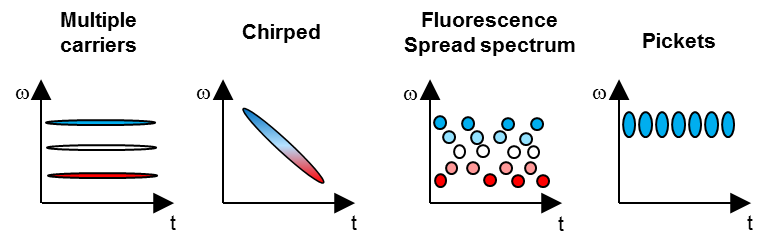 Multiple
carriers
Chirped
Fluorescence
Spread spectrum
Pickets
ω
t
ω
t
ω
t
ω
t